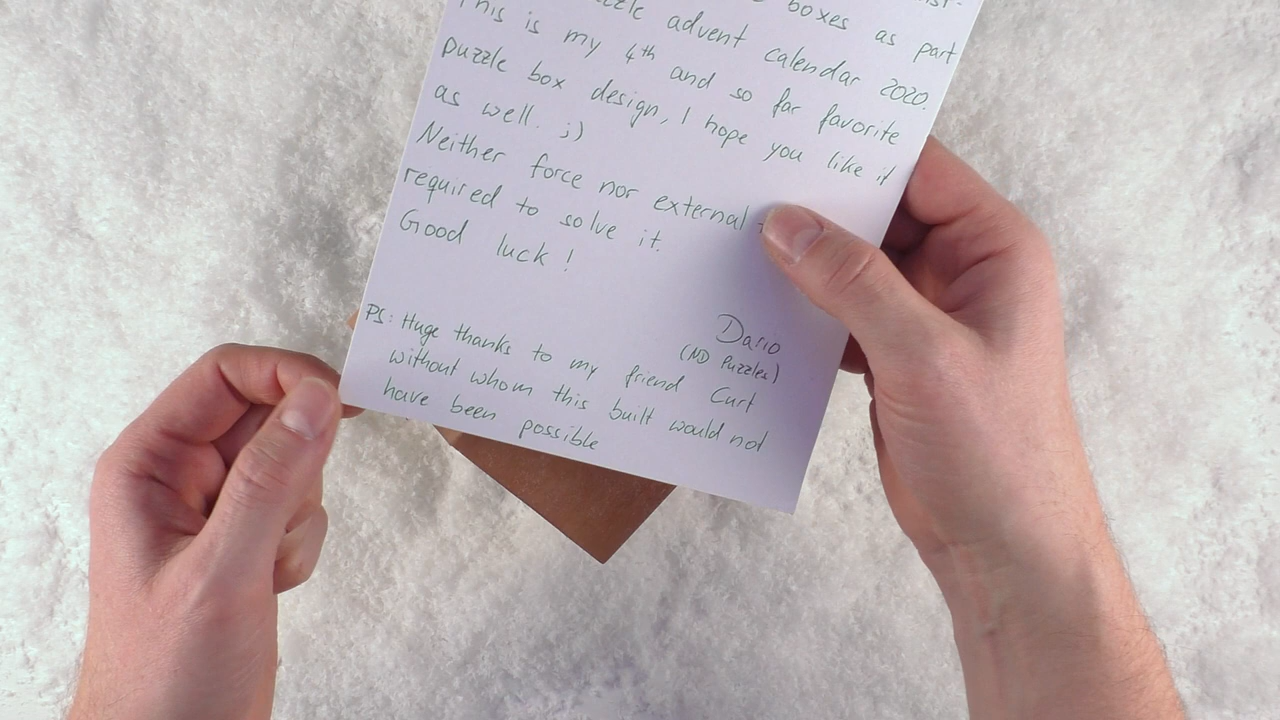 boxes as part
advent calendar 2020.
This is my 4th and so far favorite
puzzle box design, I hope you like it
as well. ;)
Neither force nor external
required to solve it.
Good luck!
Dario
(ND Puzzles)
PS: Huge thanks to my friend Curt
without whom this built would not
have been possible